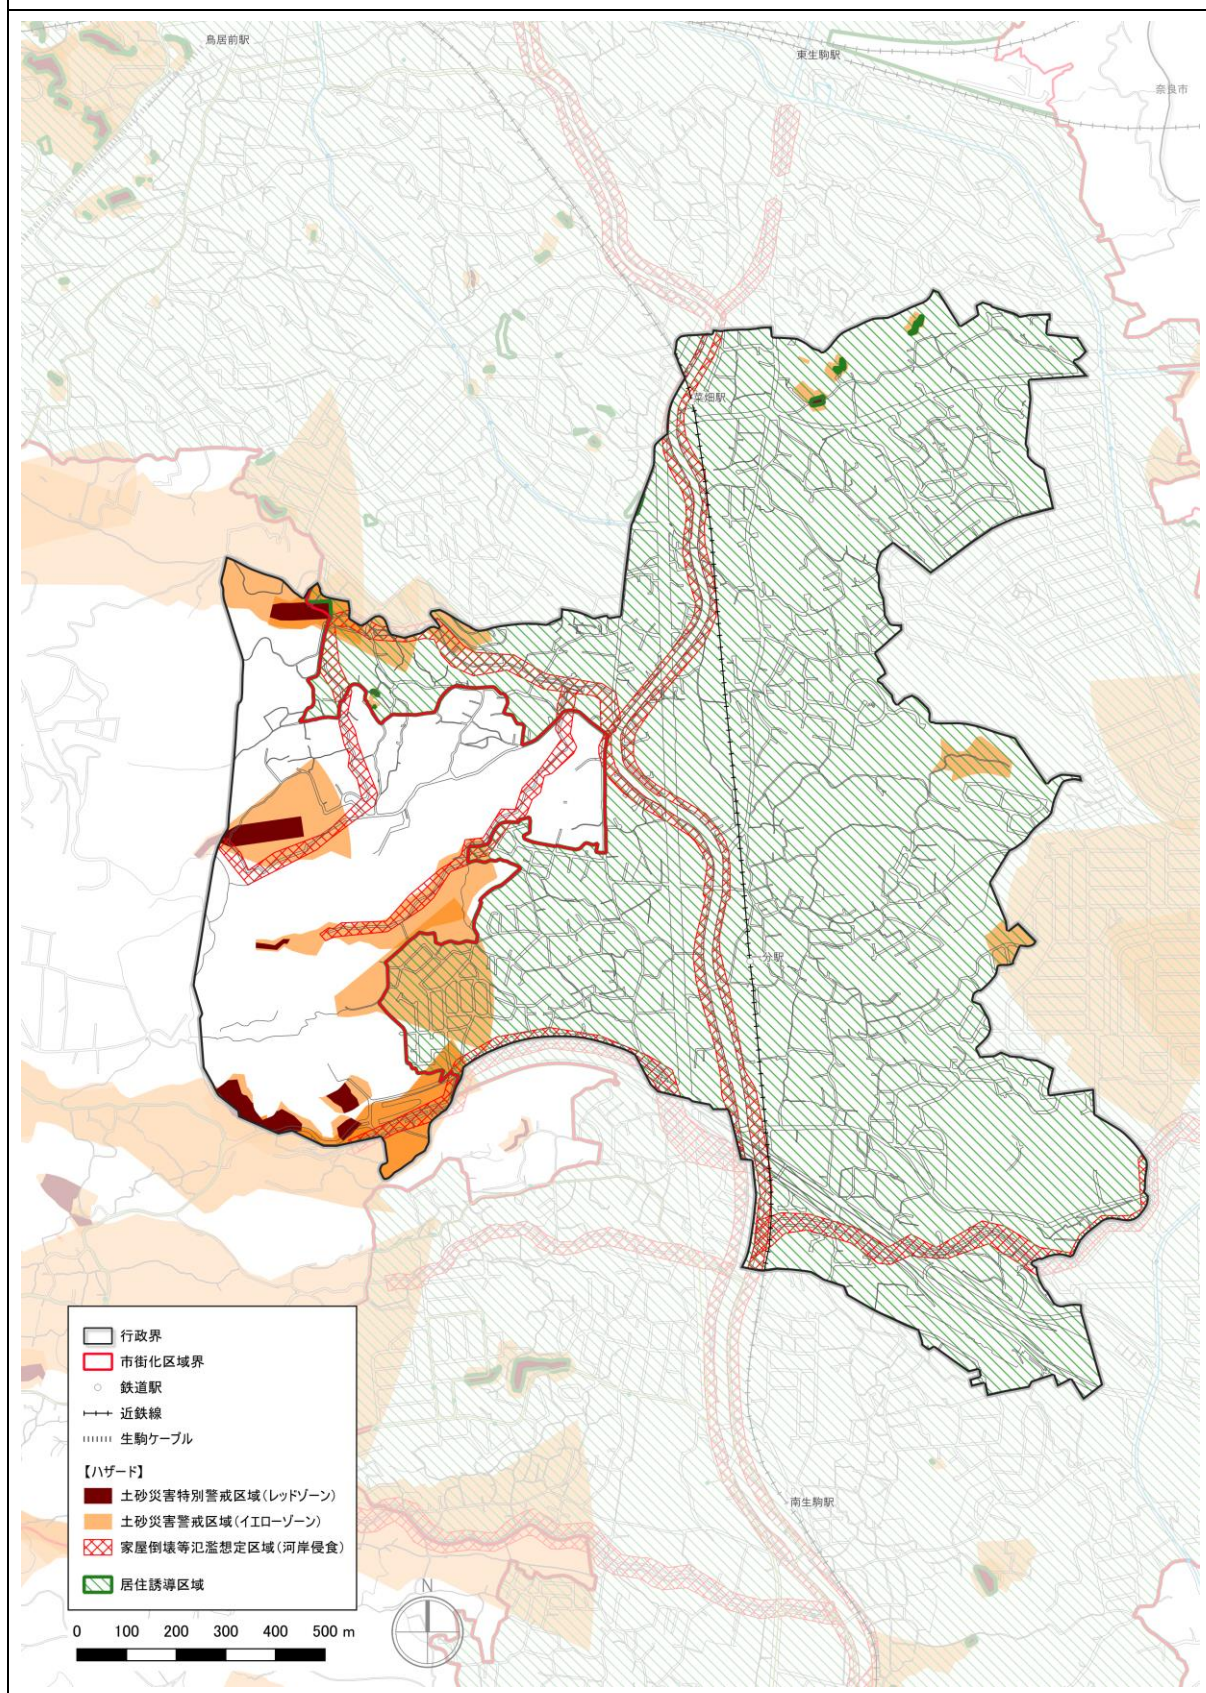 鳥居前駅
東生駒駅
奈良市
菜畑駅
一分駅
南生駒駅
行政界
市街化区域界
鉄道駅
近鉄線
生駒ケーブル
【ハザード】
土砂災害特別警戒区域(レッドゾーン)
土砂災害警戒区域(イエローゾーン)
家屋倒壊等氾濫想定区域(河岸侵食)
居住誘導区域
N
0 100 200 300 400 500 m